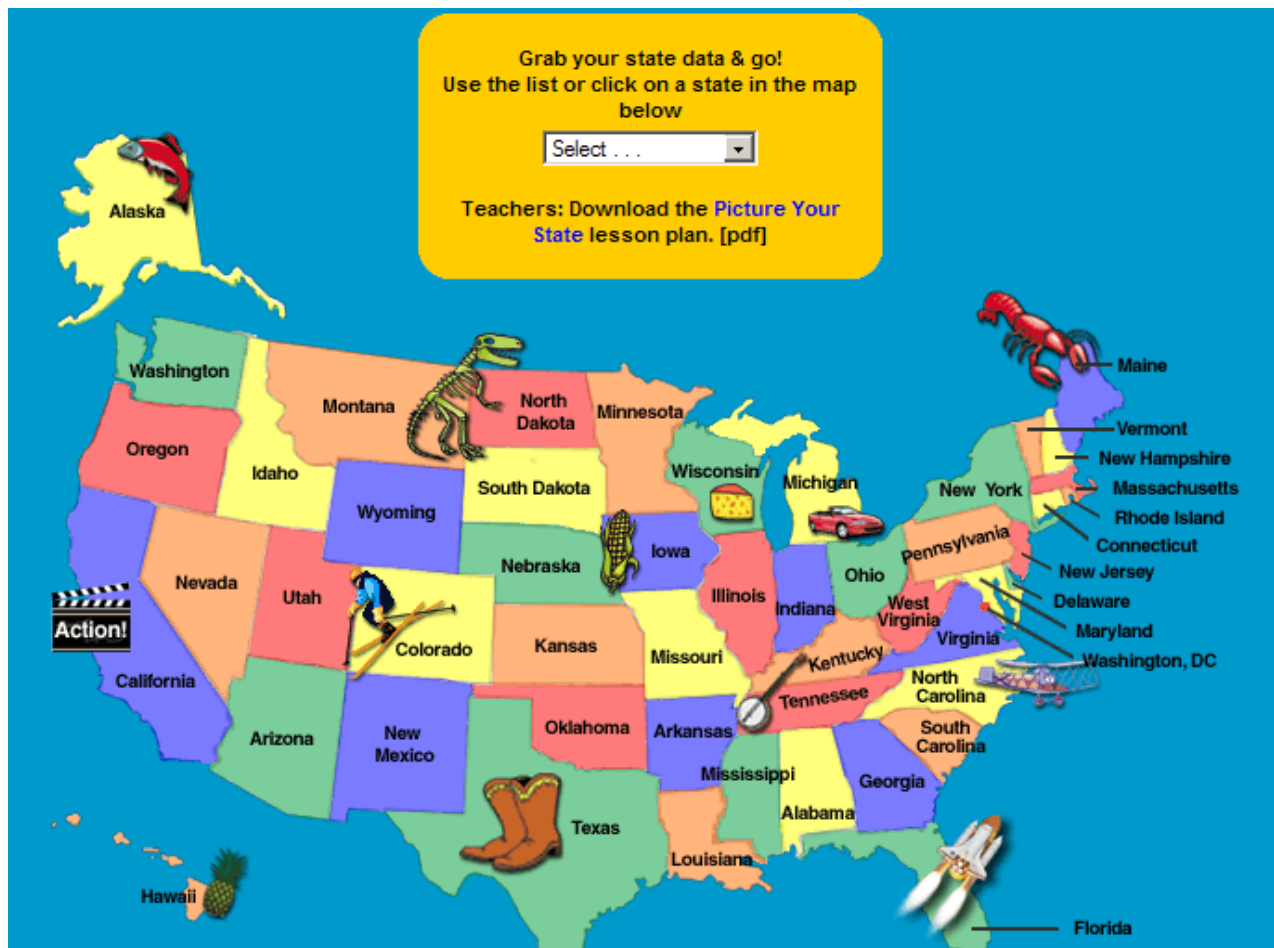 Grab your state data & go!
Use the list or click on a state in the map
below
Select . . .
Teachers: Download the Picture Your
State lesson plan. [pdf]
Alaska
Washington
Maine
Montana
North
Dakota
Minnesota
Vermont
Oregon
Idaho
Wisconsin
New Hampshire
South Dakota
Michigan
New York
Massachusetts
Wyoming
Rhode Island
Iowa
Pennsylvania
Connecticut
Nebraska
Ohio
New Jersey
Nevada
Utah
Illinois
Indiana
West
Virginia
Delaware
Action!
Colorado
Kansas
Missouri
Kentucky
Virginia
Maryland
Washington, DC
California
Tennessee
North
Carolina
Arizona
New
Mexico
Oklahoma
Arkansas
South
Carolina
Mississippi
Georgia
Alabama
Texas
Louisiana
Hawaii
Florida